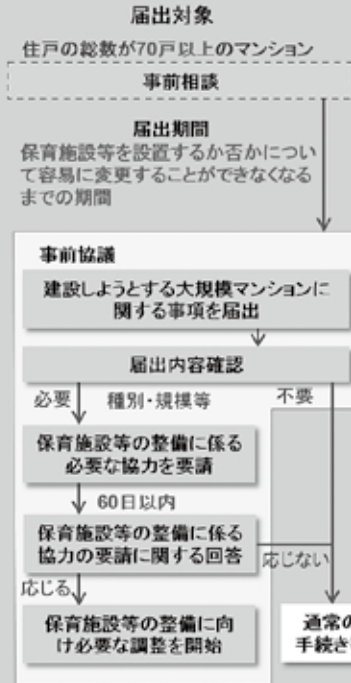 届出対象
住戸の総数が70戸以上のマンション
事前相談
届出期間
保育施設等を設置するか否かについ
て容易に変更することができなくなる
までの期間
事前協議
建設しようとする大規模マンションに
関する事項を届出
届出内容確認
必要
種別・規模等
不要
保育施設等の整備に係る
必要な協力を要請
60日以内
保育施設等の整備に係る
協力の要請に関する回答
応じない
応じる
保育施設等の整備に向
け必要な調整を開始
通常の
手続き